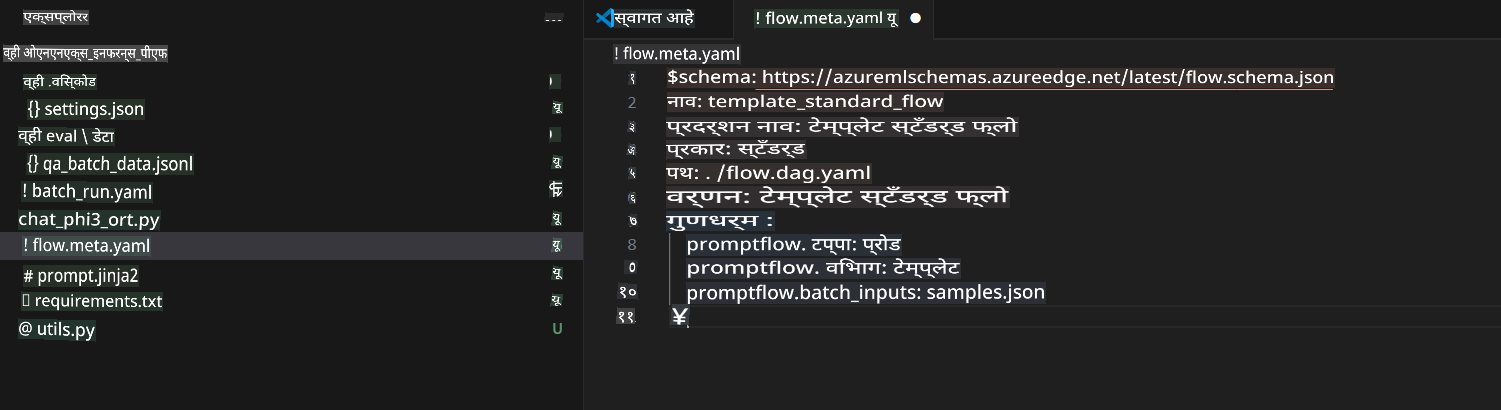 एक्सप्लोरर ...
व्ही ओएनएनएक्स_इनफरन्स_पीएफ
व्ही .वसि्कोड
{} settings.json यू
व्ही eval \ डेटा
{} qa_batch_data.jsonl यू
! batch_run.yaml
chat_phi3_ort.py यू
! flow.meta.yaml यू
# prompt.jinja2 यू
requirements.txt यू
@ utils.py U
स्वागत आहे
! flow.meta.yaml यू
! flow.meta.yaml
१ $schema: https://azuremlschemas.azureedge.net/latest/flow.schema.json
2 नाव: template_standard_flow
३ प्रदर्शन नाव: टेम्प्लेट स्टँडर्ड फ्लो
प्रकार: स्टँडर्ड
५ पथ: . /flow.dag.yaml
६ वर्णन: टेम्प्लेट स्टँडर्ड फ्लो
७ गुणधर्म :
8 promptflow. टप्पा: प्रोड
promptflow. वभिाग: टेम्प्लेट
१० promptflow.batch_inputs: samples.json
११ ¥